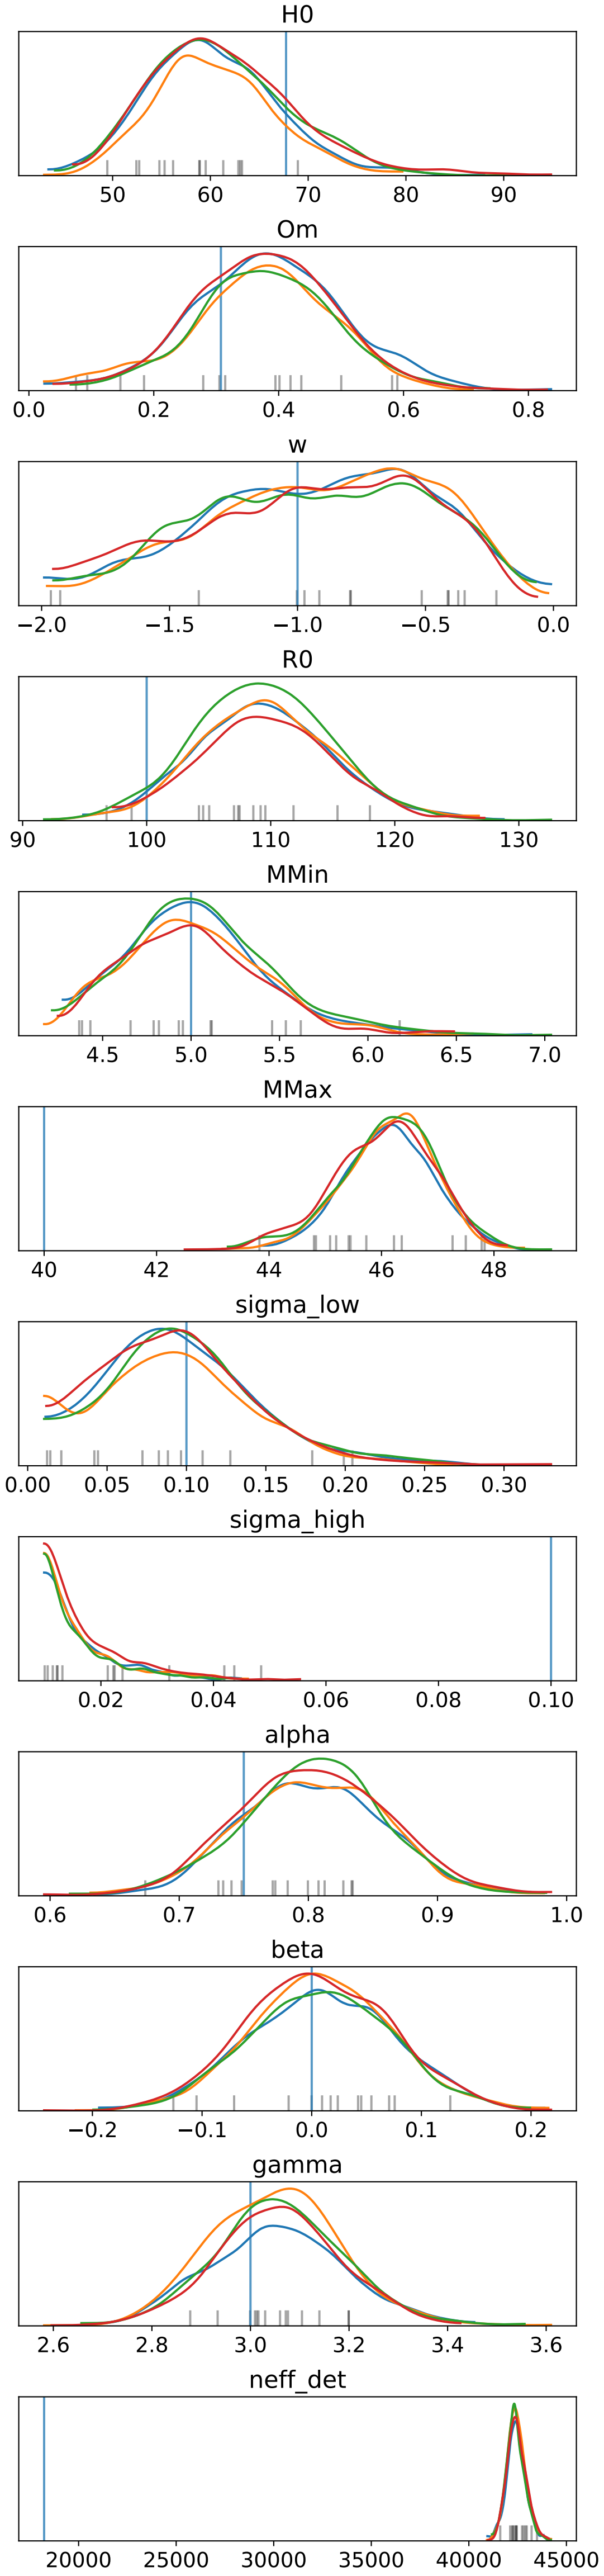 H0
50 60 70 80 90
Om
0.0 0.2 0.4 0.6 0.8
w
−2.0 −1.5 −1.0 −0.5 0.0
R0
90 100 110 120 130
MMin
4.5 5.0 5.5 6.0 6.5 7.0
MMax
40 42 44 46 48
sigma_low
0.00 0.05 0.10 0.15 0.20 0.25 0.30
sigma_high
0.02 0.04 0.06 0.08 0.10
alpha
0.6 0.7 0.8 0.9 1.0
beta
−0.2 −0.1 0.0 0.1 0.2
gamma
2.6 2.8 3.0 3.2 3.4 3.6
neff_det
20000 25000 30000 35000 40000 45000